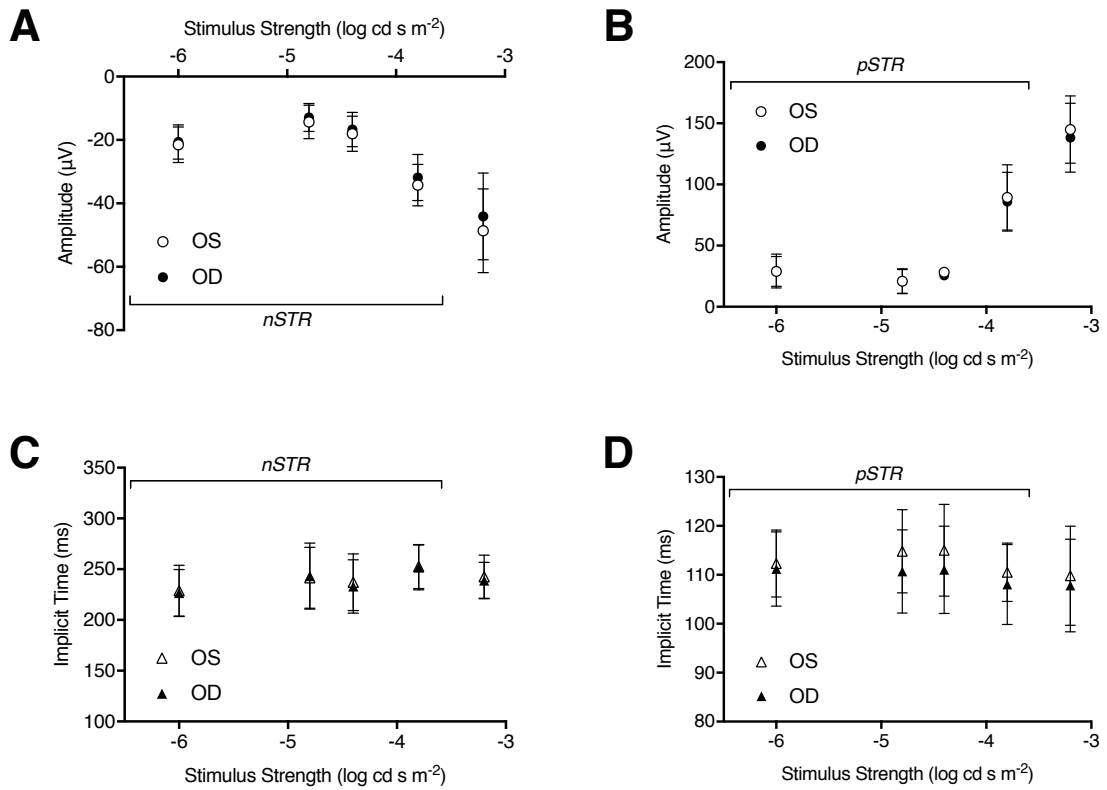 A
Stimulus Strength (log cd s m-2)
-6 -5 -4 -3
0
-20
-40
-60
-80
Amplitude (µV)
OS
OD
nSTR
B
pSTR
200
150
100
50
0
Amplitude (µV)
OS
OD
-6 -5 -4 -3
Stimulus Strength (log cd s m-2)
C
nSTR
350
300
250
200
150
100
Implicit Time (ms)
OS
OD
-6 -5 -4 -3
Stimulus Strength (log cd s m-2)
D
pSTR
130
120
110
100
90
80
Implicit Time (ms)
OS
OD
-6 -5 -4 -3
Stimulus Strength (log cd s m-2)